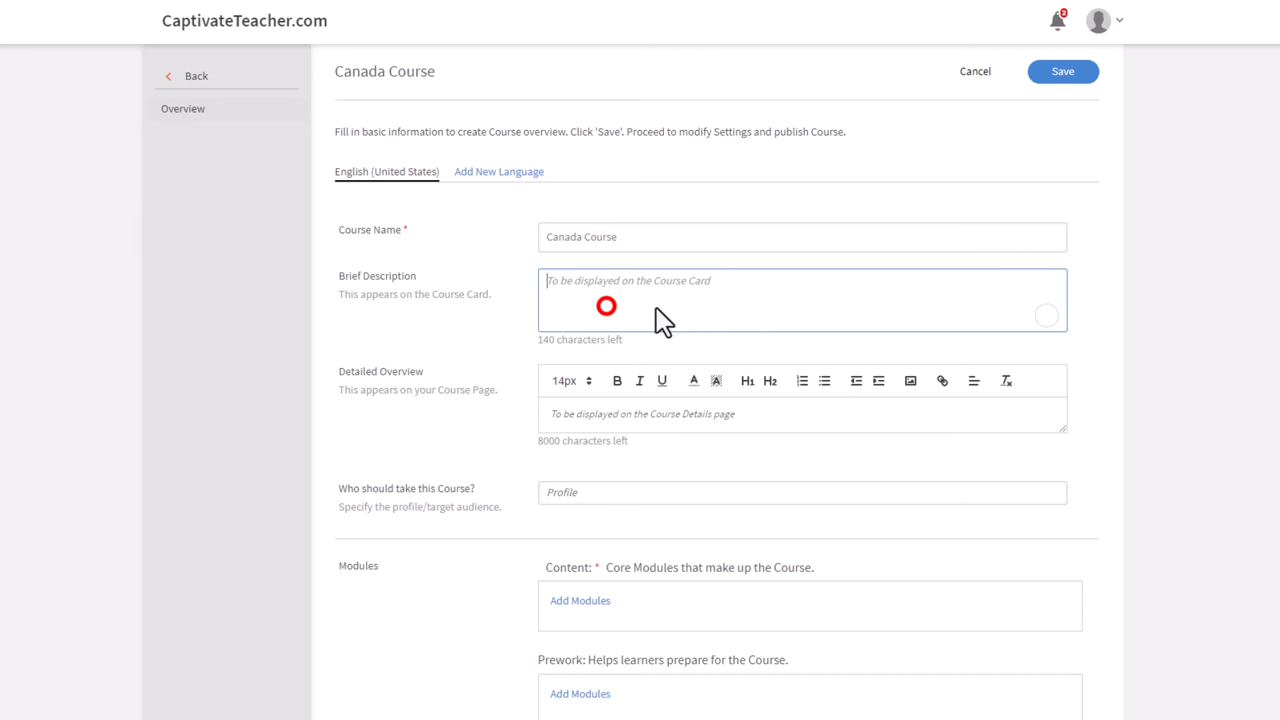 CaptivateTeacher.com
2
Back
Overview
Canada Course
Cancel
Save
Fill in basic information to create Course overview. Click 'Save'. Proceed to modify Settings and publish Course.
English (United States)
Add New Language
Course Name *
Canada Course
Brief Description
This appears on the Course Card.
To be displayed on the Course Card
140 characters left
Detailed Overview
This appears on your Course Page.
14px B I U A A H1 H2
To be displayed on the Course Details page
8000 characters left
Who should take this Course?
Specify the profile/target audience.
Profile
Modules
Content: * Core Modules that make up the Course.
Add Modules
Prework: Helps learners prepare for the Course.
Add Modules